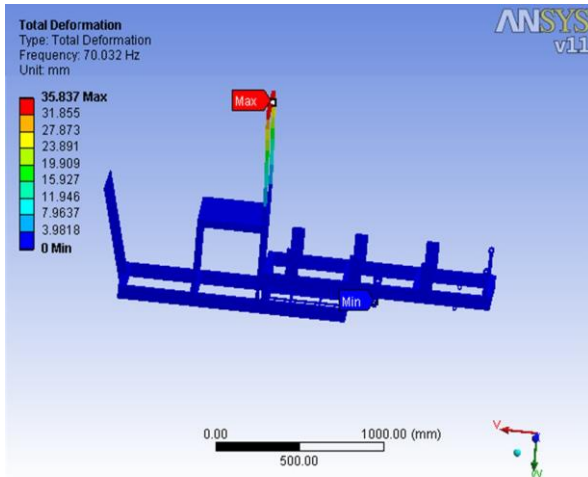 Total Deformation
Type: Total Deformation
Frequency: 70.032 Hz
Unit: mm
35.837 Max
31.855
27.873
23.891
19.909
15.927
11.946
7.9637
3.9818
0 Min
ANSYS
v11
Max
Min
0.00
1000.00 (mm)
500.00